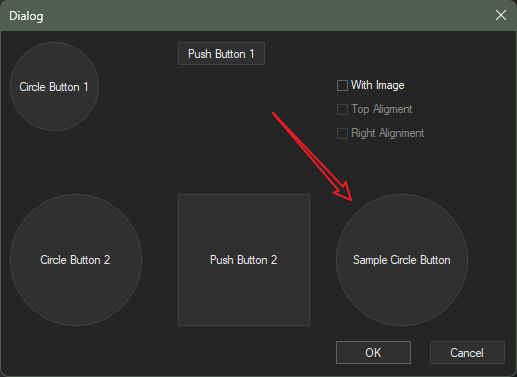 Dialog
Circle Button 1
Push Button 1
With Image
Top Aligment
Right Alignment
Circle Button 2
Push Button 2
Sample Circle Button
OK
Cancel